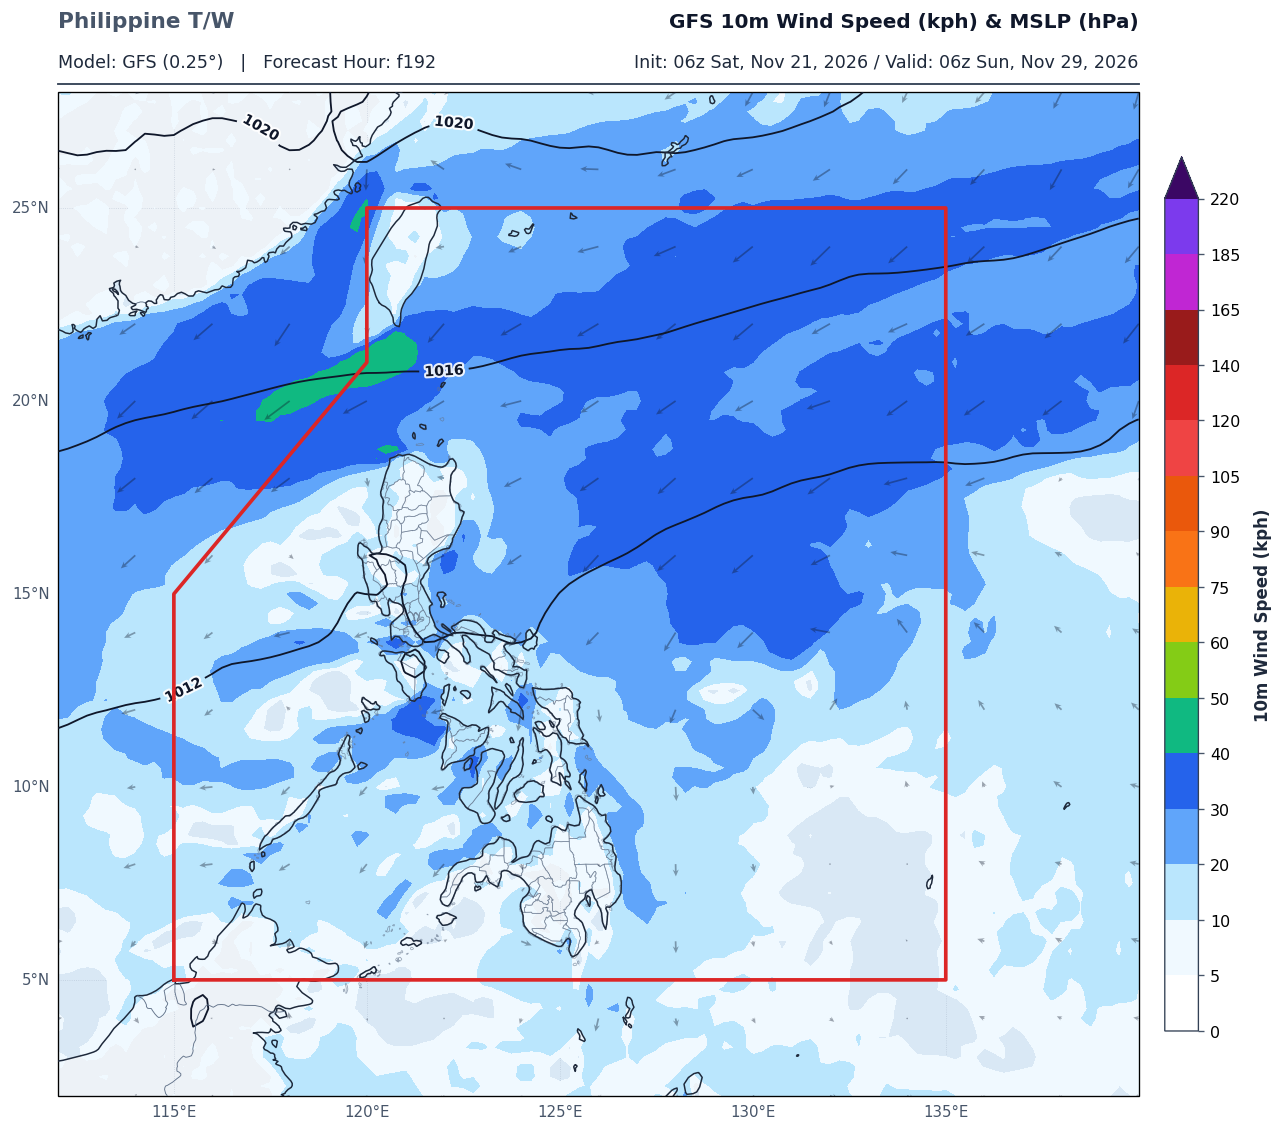 Philippine T/W
GFS 10m Wind Speed (kph) & MSLP (hPa)
Model: GFS (0.25°)   |   Forecast Hour: f192
Init: 06z Sat, Nov 21, 2026 / Valid: 06z Sun, Nov 29, 2026
1020
1020
1016
1012
25°N
20°N
15°N
10°N
5°N
115°E
120°E
125°E
130°E
135°E
220
185
165
140
120
105
90
75
60
50
40
30
20
10
5
0
10m Wind Speed (kph)